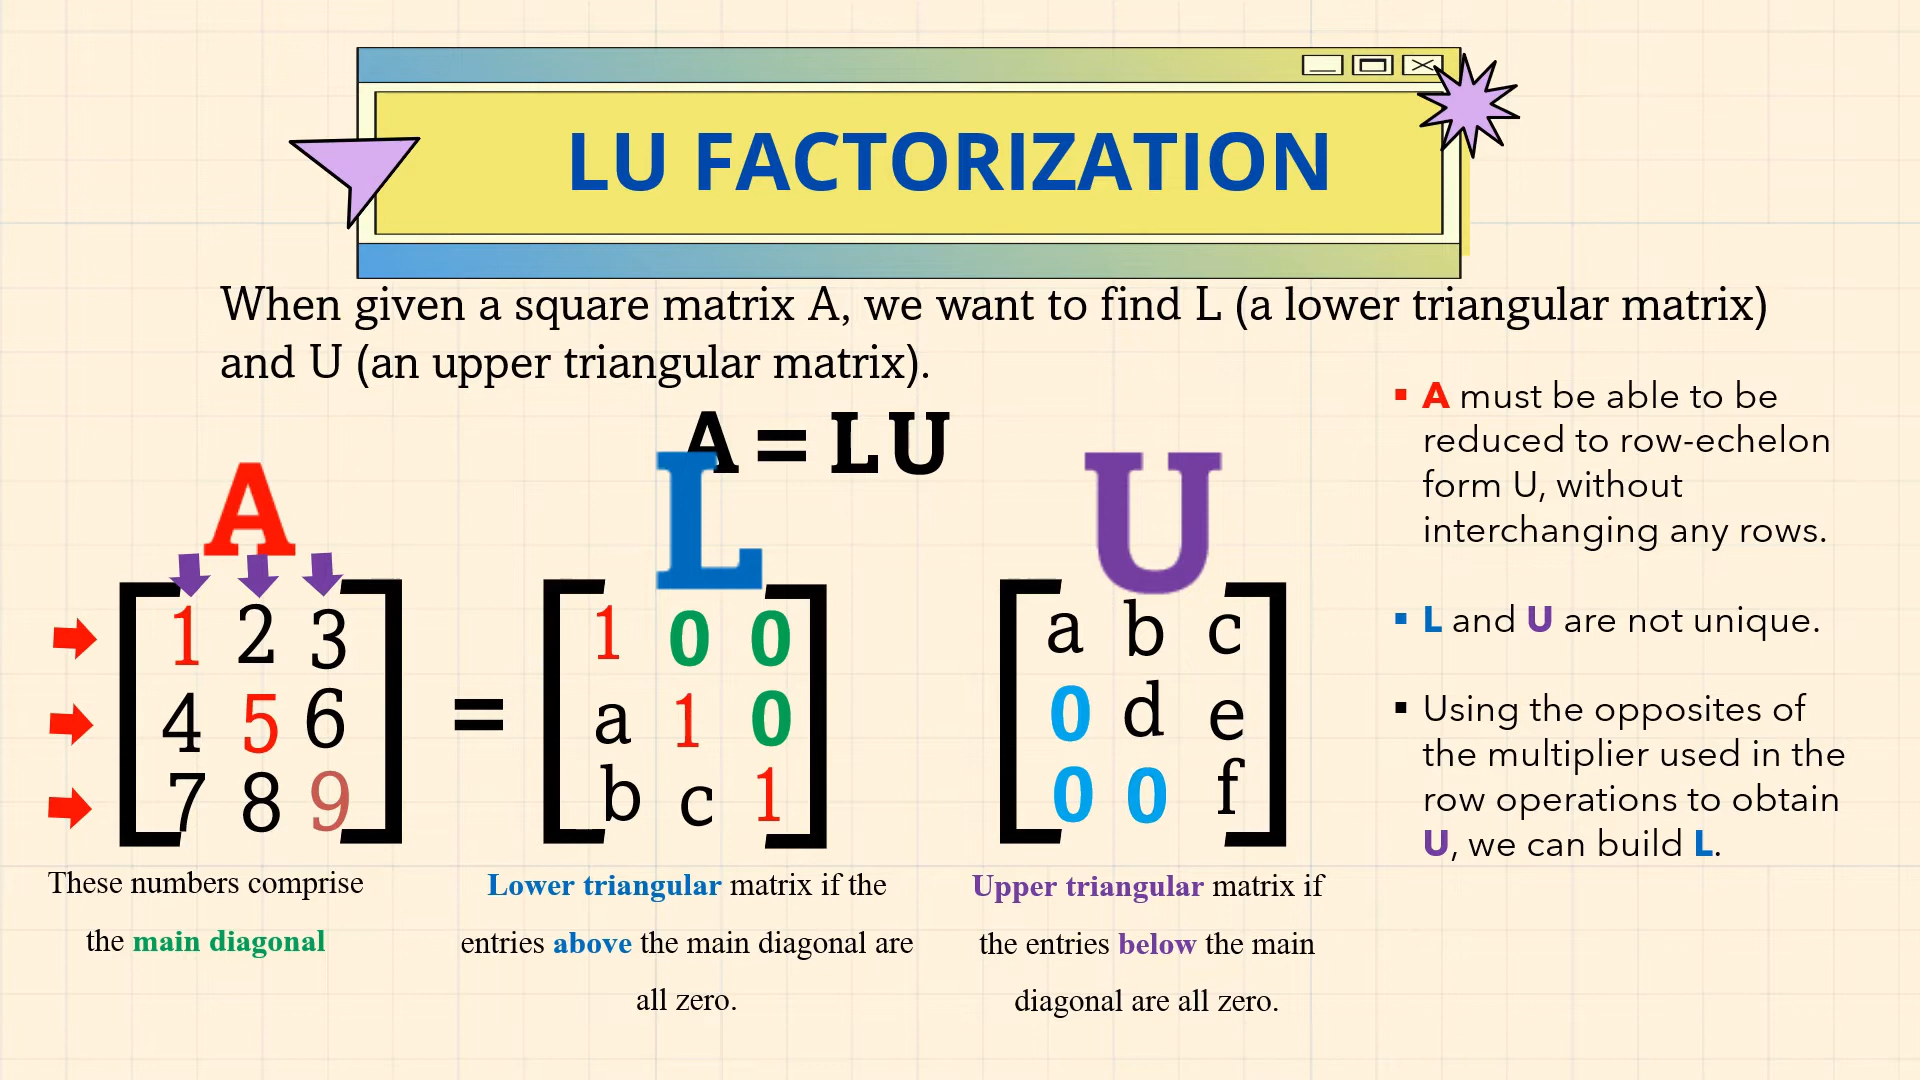 LU FACTORIZATION
When given a square matrix A, we want to find L (a lower triangular matrix)
and U (an upper triangular matrix).
A = L U
A
L
U
1 2 3
4 5 6
7 8 9
=
1 0 0
a 1 0
b c 1
a b c
0 d e
0 0 f
These numbers comprise
the main diagonal
Lower triangular matrix if the
entries above the main diagonal are
all zero.
Upper triangular matrix if
the entries below the main
diagonal are all zero.
▪ A must be able to be
reduced to row-echelon
form U, without
interchanging any rows.
▪ L and U are not unique.
▪ Using the opposites of
the multiplier used in the
row operations to obtain
U, we can build L.